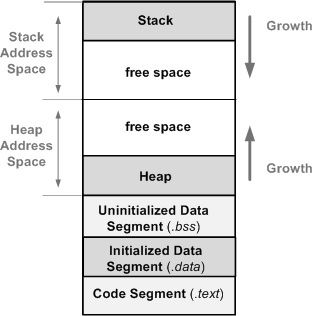 Stack
Address
Space
Stack
Growth
free space
Heap
Address
Space
free space
Heap
Growth
Uninitialized Data
Segment (.bss)
Initialized Data
Segment (.data)
Code Segment (.text)